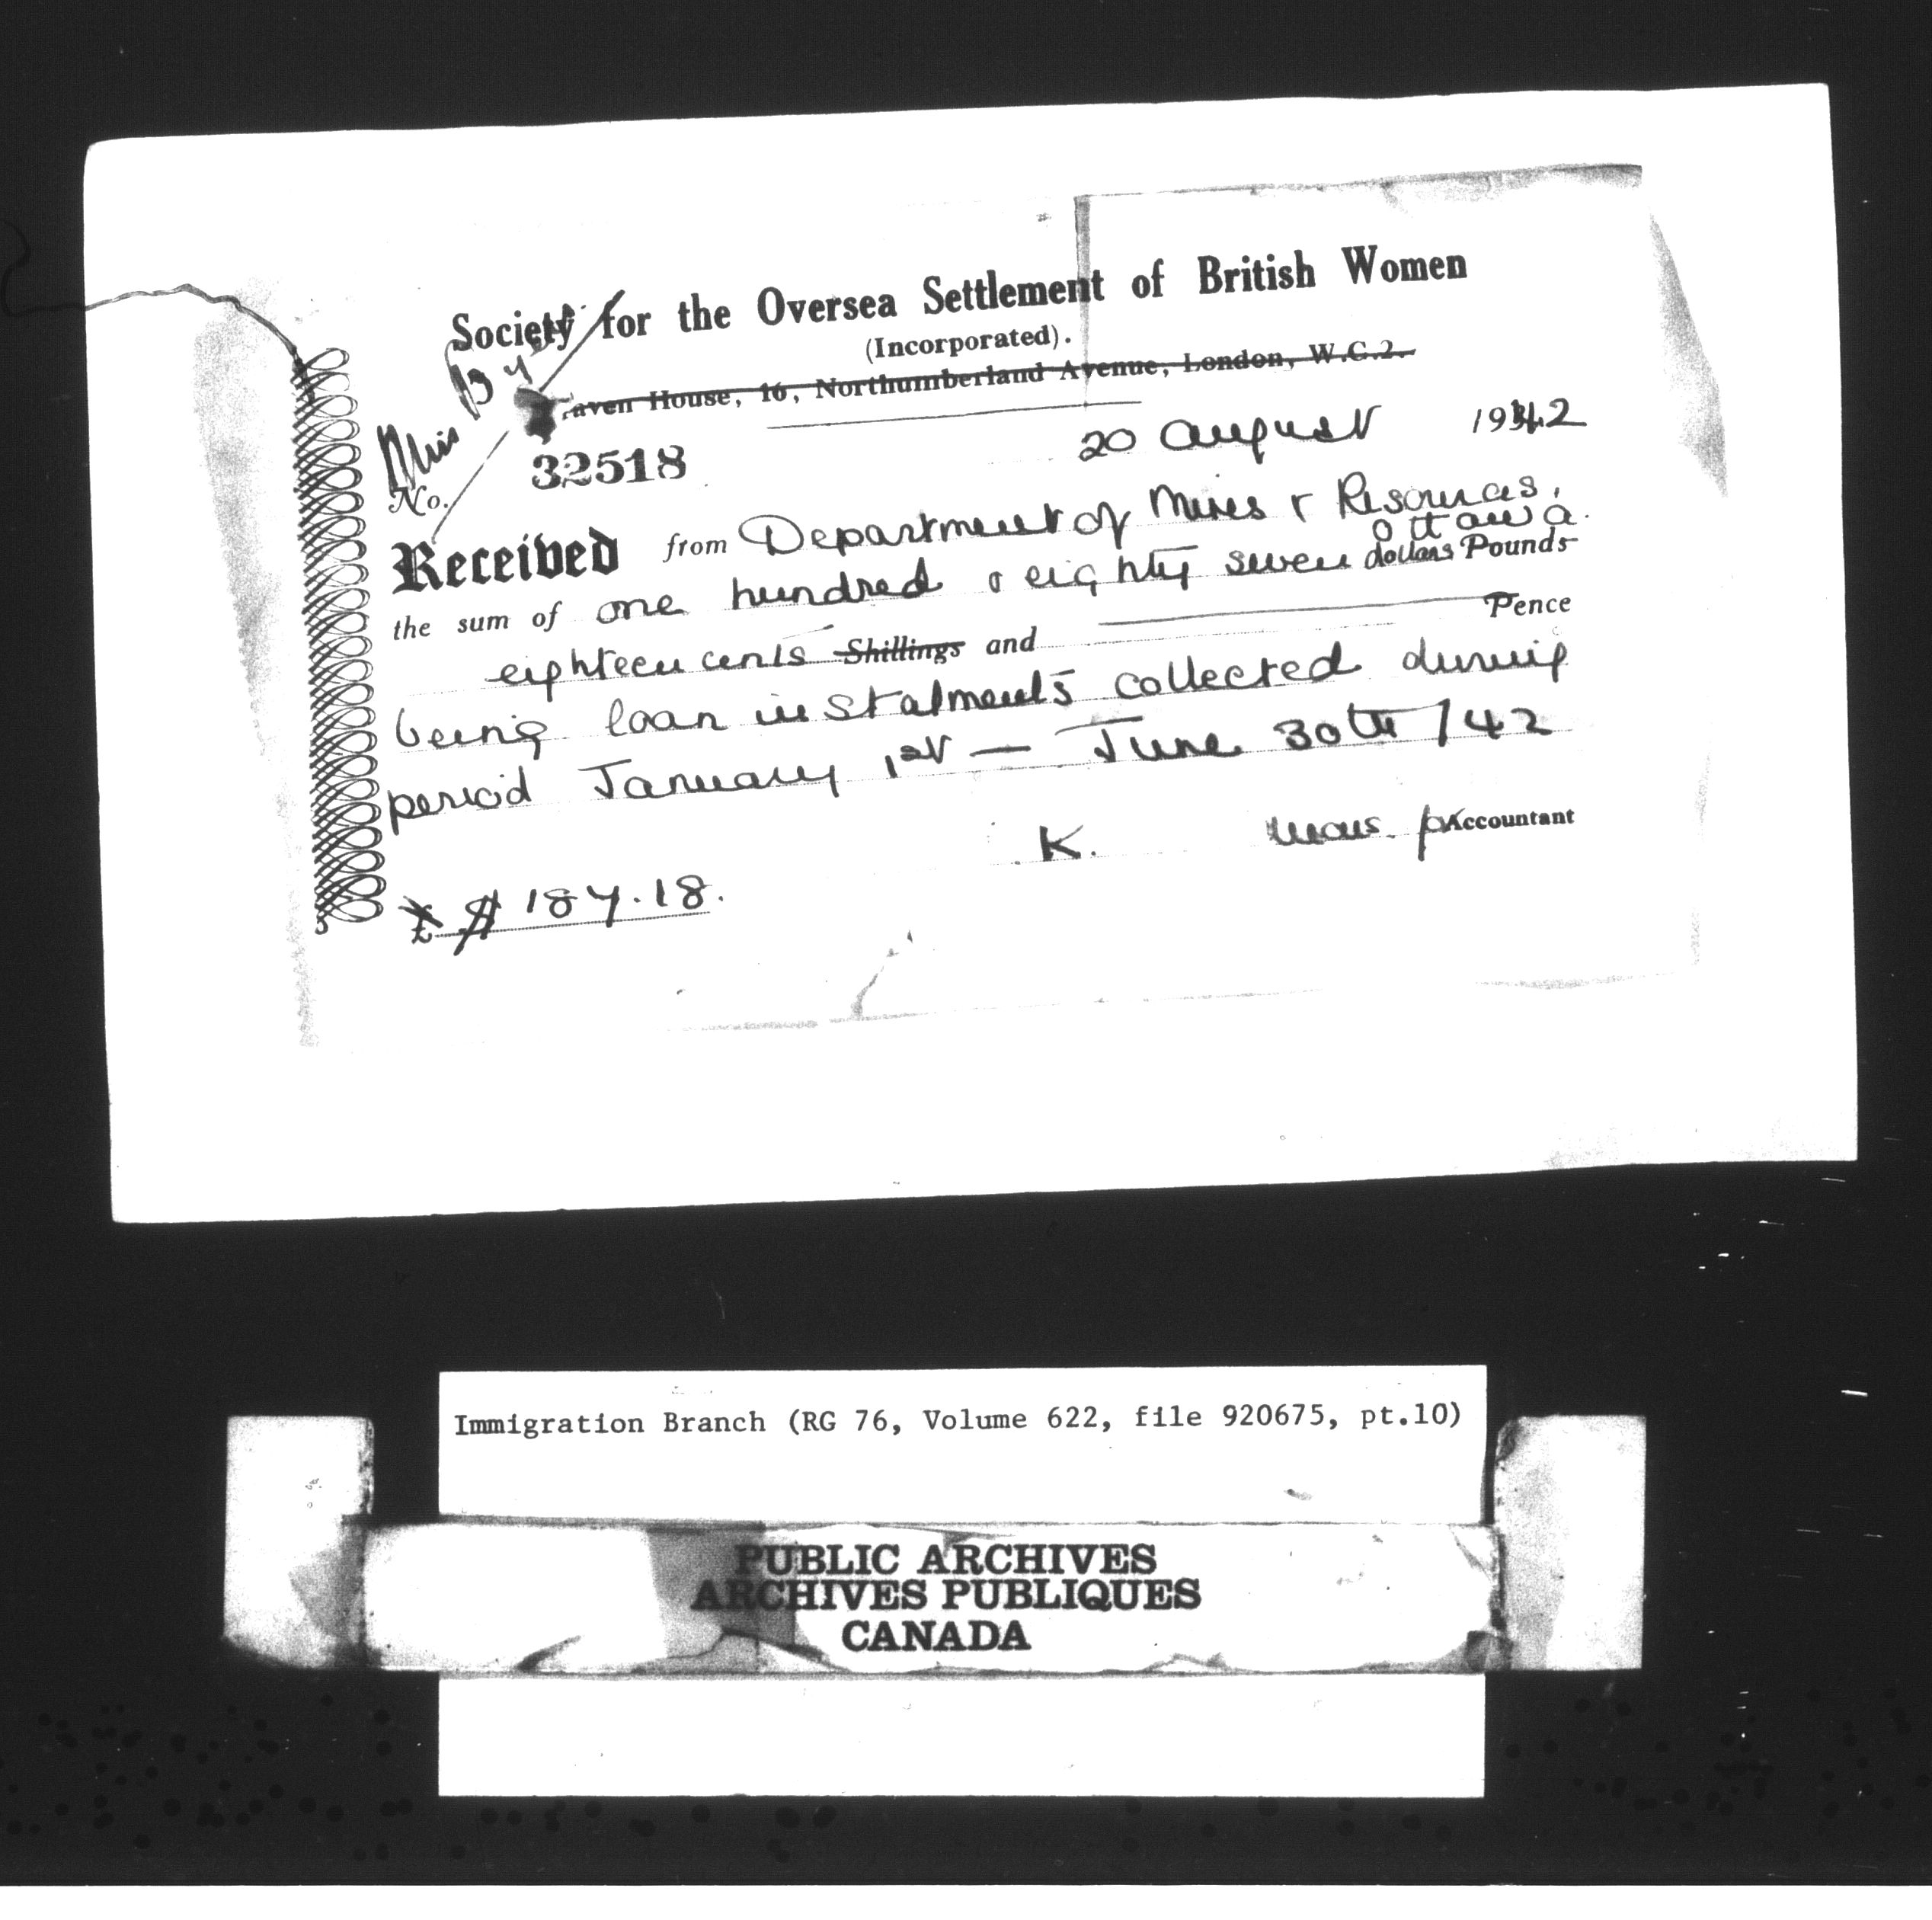 Society for the Oversea Settlement of British Women
(Incorporated).
aven House, 16, Northumberland Avenue, London, W.C.2.
Miss
No. 32518
20 August 1942
Received from Department of Mines & Resources,
Ottawa.
the sum of one hundred & eighty seven dollars Pounds
eighteen cents Shillings and Pence
being loan instalments collected during
period January 1st — June 30th /42
K. Accountant
£ $ 187.18.
Immigration Branch (RG 76, Volume 622, file 920675, pt.10)
PUBLIC ARCHIVES
ARCHIVES PUBLIQUES
CANADA